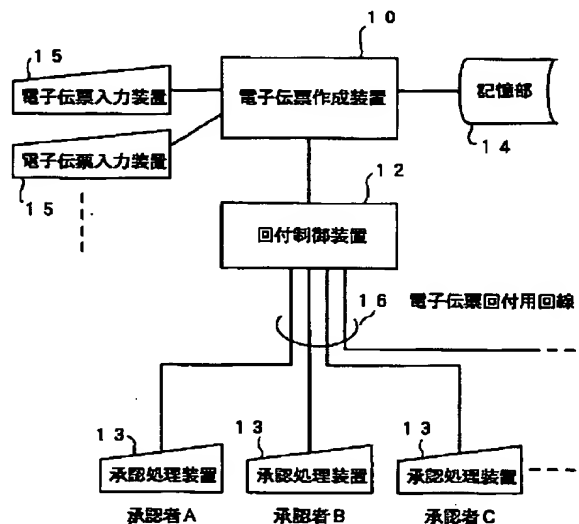 10
15
電子伝票入力装置
電子伝票作成装置
記憶部
14
電子伝票入力装置
15
12
回付制御装置
16
電子伝票回付用回線
13
承認処理装置
13
承認処理装置
13
承認処理装置
承認者A
承認者B
承認者C